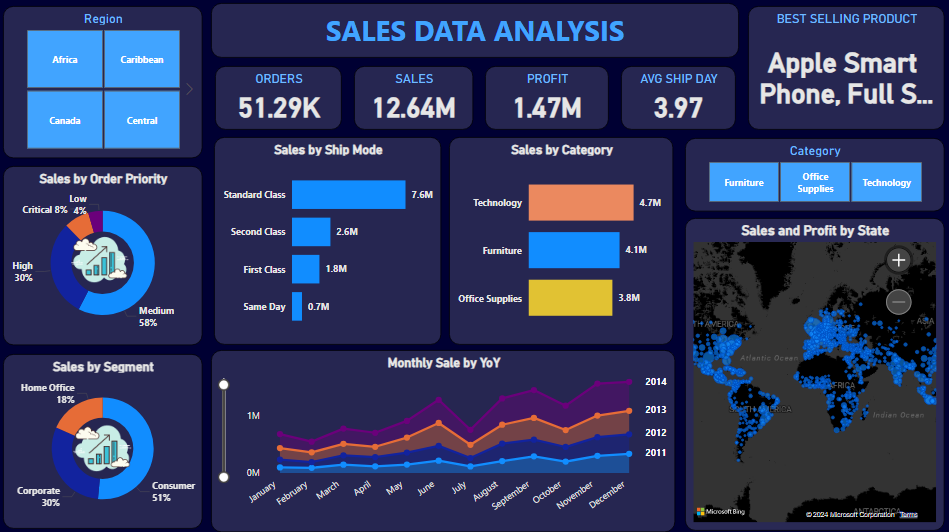 Region
Africa
Caribbean
Canada
Central
SALES DATA ANALYSIS
BEST SELLING PRODUCT
Apple Smart
Phone, Full S...
ORDERS
51.29K
SALES
12.64M
PROFIT
1.47M
AVG SHIP DAY
3.97
Sales by Order Priority
Low
4%
Critical 8%
High
30%
Medium
58%
Sales by Ship Mode
Standard Class
7.6M
Second Class
2.6M
First Class
1.8M
Same Day
0.7M
Sales by Category
Technology
4.7M
Furniture
4.1M
Office Supplies
3.8M
Category
Furniture
Office
Supplies
Technology
Sales and Profit by State
TH AMERICA
ASIA
Atlantic Ocean
AFRICA
SOUTH AMERICA
Indian Ocean
ANTARCTICA
Microsoft Bing
© 2024 Microsoft Corporation Terms
Sales by Segment
Home Office
18%
Corporate
30%
Consumer
51%
Monthly Sale by YoY
1M
0M
2014
2013
2012
2011
January
February
March
April
May
June
July
August
September
October
November
December